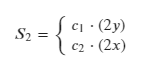 S₂ = { c₁ · (2y)
c₂ · (2x)